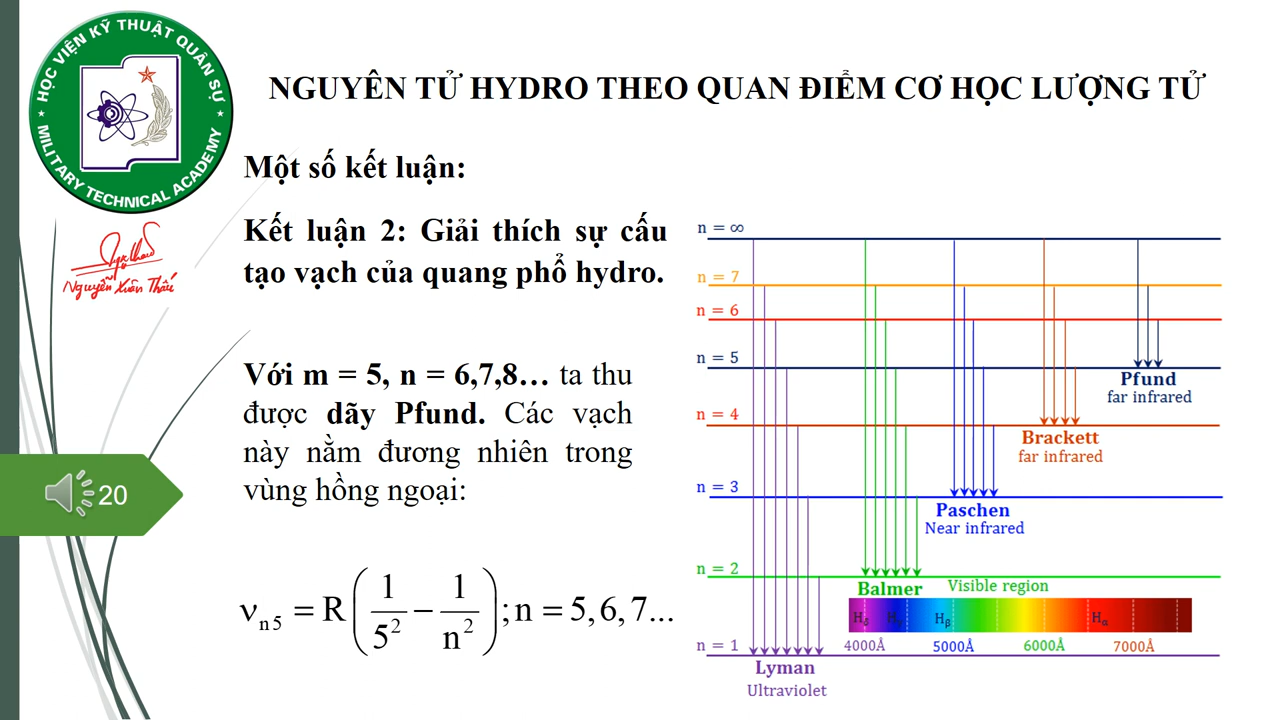 HỌC VIỆN KỸ THUẬT QUÂN SỰ
MILITARY TECHNICAL ACADEMY
NGUYÊN TỬ HYDRO THEO QUAN ĐIỂM CƠ HỌC LƯỢNG TỬ
Một số kết luận:
Kết luận 2: Giải thích sự cấu
tạo vạch của quang phổ hydro.
Nguyễn Xuân Thấu
Với m = 5, n = 6,7,8… ta thu
được dãy Pfund. Các vạch
này nằm đương nhiên trong
vùng hồng ngoại:
20
ν_{n5} = R(1/5² − 1/n²); n = 5, 6, 7...
n = ∞
n = 7
n = 6
n = 5
Pfund
far infrared
n = 4
Brackett
far infrared
n = 3
Paschen
Near infrared
n = 2
Balmer
Visible region
H_δ H_β H_α
n = 1
4000Å 5000Å 6000Å 7000Å
Lyman
Ultraviolet